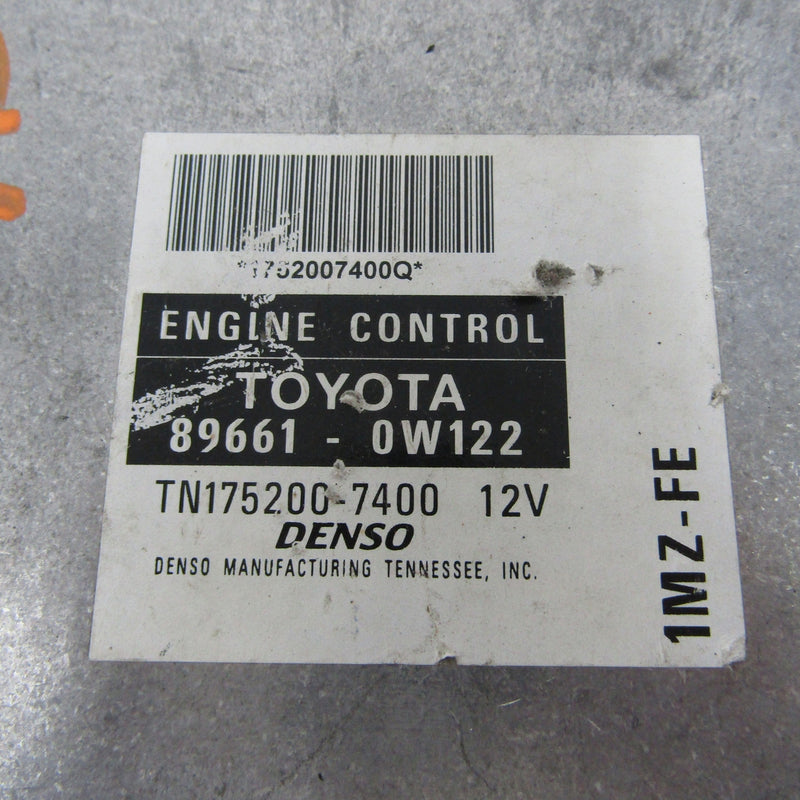 *1752007400Q*
ENGINE CONTROL
TOYOTA
89661 - 0W122
TN175200-7400 12V
DENSO
DENSO MANUFACTURING TENNESSEE, INC.
1MZ-FE